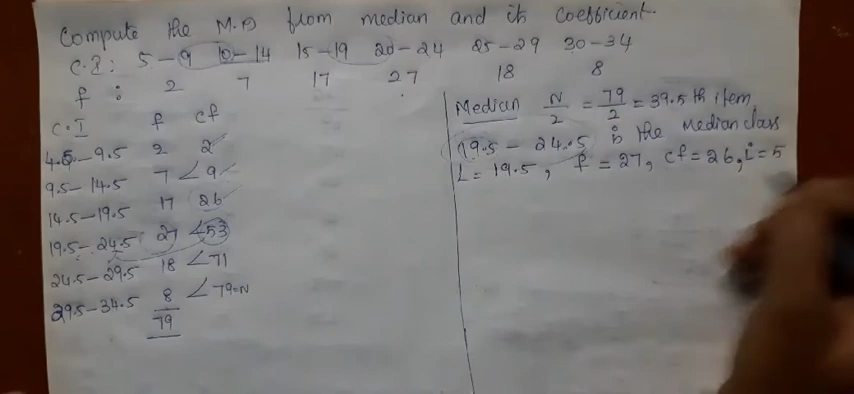 Compute the M.D from median and its Coefficient.
C.I : 5-9 10-14 15-19 20-24 25-29 30-34
f : 2 7 17 27 18 8
C.I f cf
4.5-9.5 2 2
9.5-14.5 7 <9
14.5-19.5 17 26
19.5-24.5 27 <53
24.5-29.5 18 <71
29.5-34.5 8 <79=N
79
Median N/2 = 79/2 = 39.5th item
19.5-24.5 is the Median class
L = 19.5, f = 27, cf = 26, i = 5